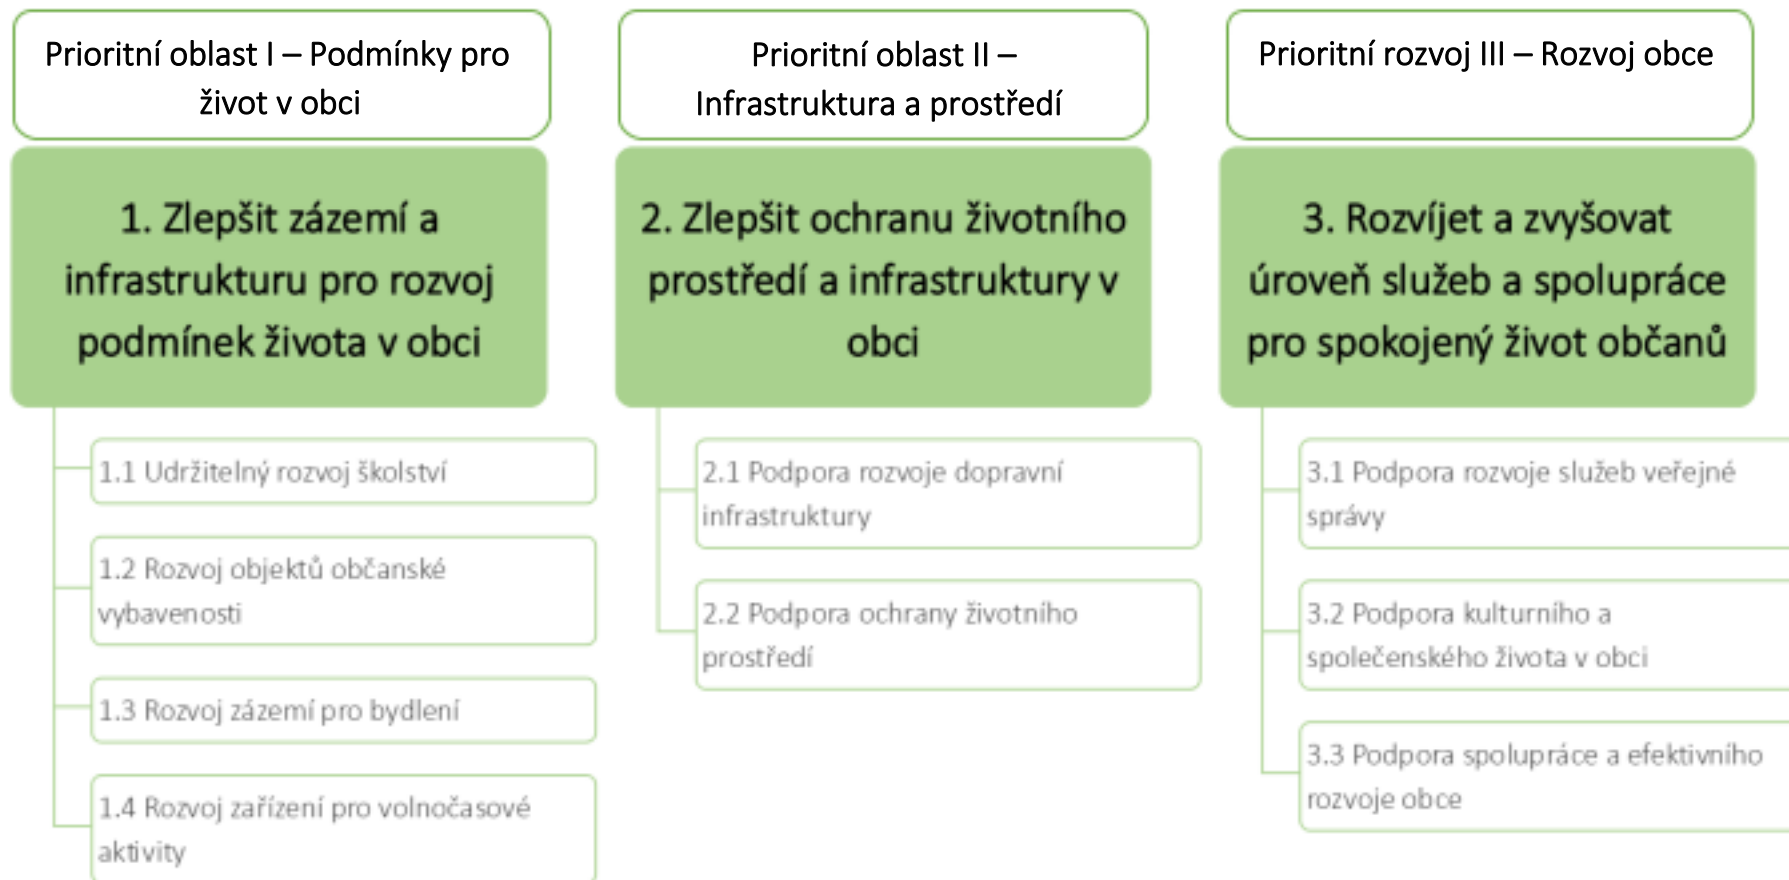 Prioritní oblast I – Podmínky pro
život v obci
1. Zlepšit zázemí a
infrastrukturu pro rozvoj
podmínek života v obci
1.1 Udržitelný rozvoj školství
1.2 Rozvoj objektů občanské
vybavenosti
1.3 Rozvoj zázemí pro bydlení
1.4 Rozvoj zařízení pro volnočasové
aktivity
Prioritní oblast II –
Infrastruktura a prostředí
2. Zlepšit ochranu životního
prostředí a infrastruktury v
obci
2.1 Podpora rozvoje dopravní
infrastruktury
2.2 Podpora ochrany životního
prostředí
Prioritní rozvoj III – Rozvoj obce
3. Rozvíjet a zvyšovat
úroveň služeb a spolupráce
pro spokojený život občanů
3.1 Podpora rozvoje služeb veřejné
správy
3.2 Podpora kulturního a
společenského života v obci
3.3 Podpora spolupráce a efektivního
rozvoje obce